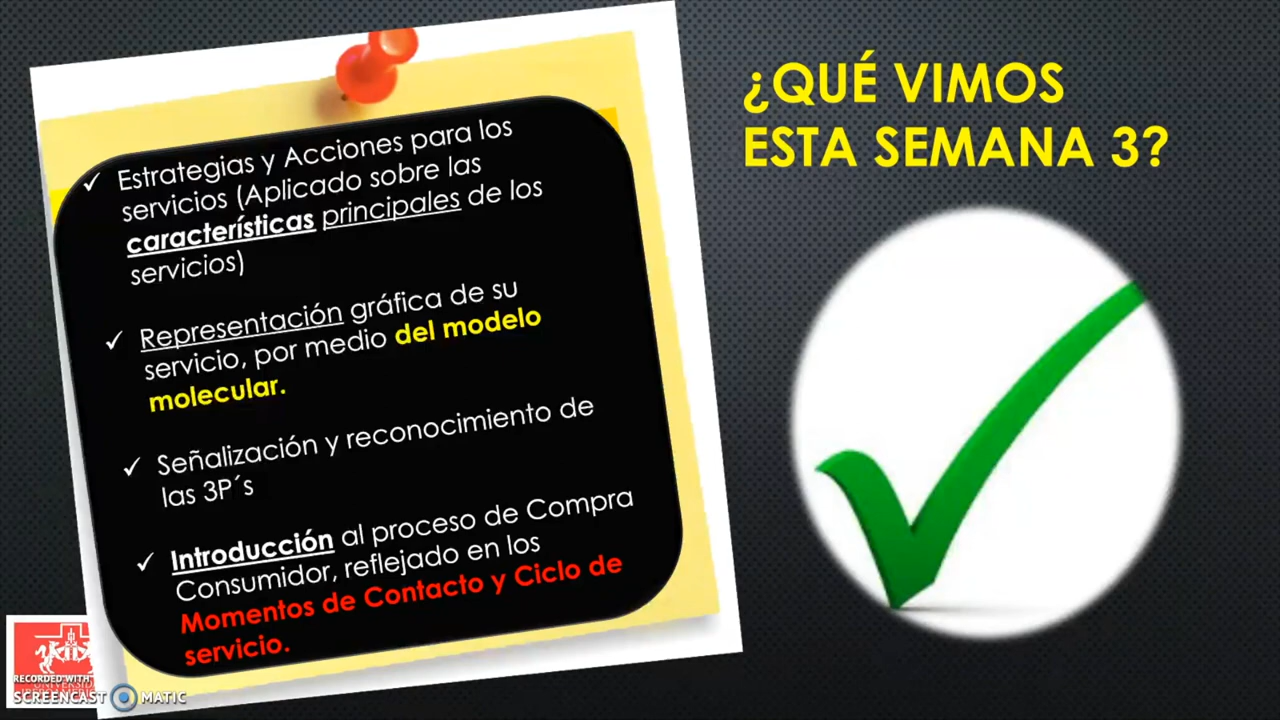 ¿QUÉ VIMOS
ESTA SEMANA 3?
✓ Estrategias y Acciones para los
servicios (Aplicado sobre las
características principales de los
servicios)
✓ Representación gráfica de su
servicio, por medio del modelo
molecular.
✓ Señalización y reconocimiento de
las 3P´s
✓ Introducción al proceso de Compra
Consumidor, reflejado en los
Momentos de Contacto y Ciclo de
servicio.
RECORDED WITH
SCREENCAST MATIC